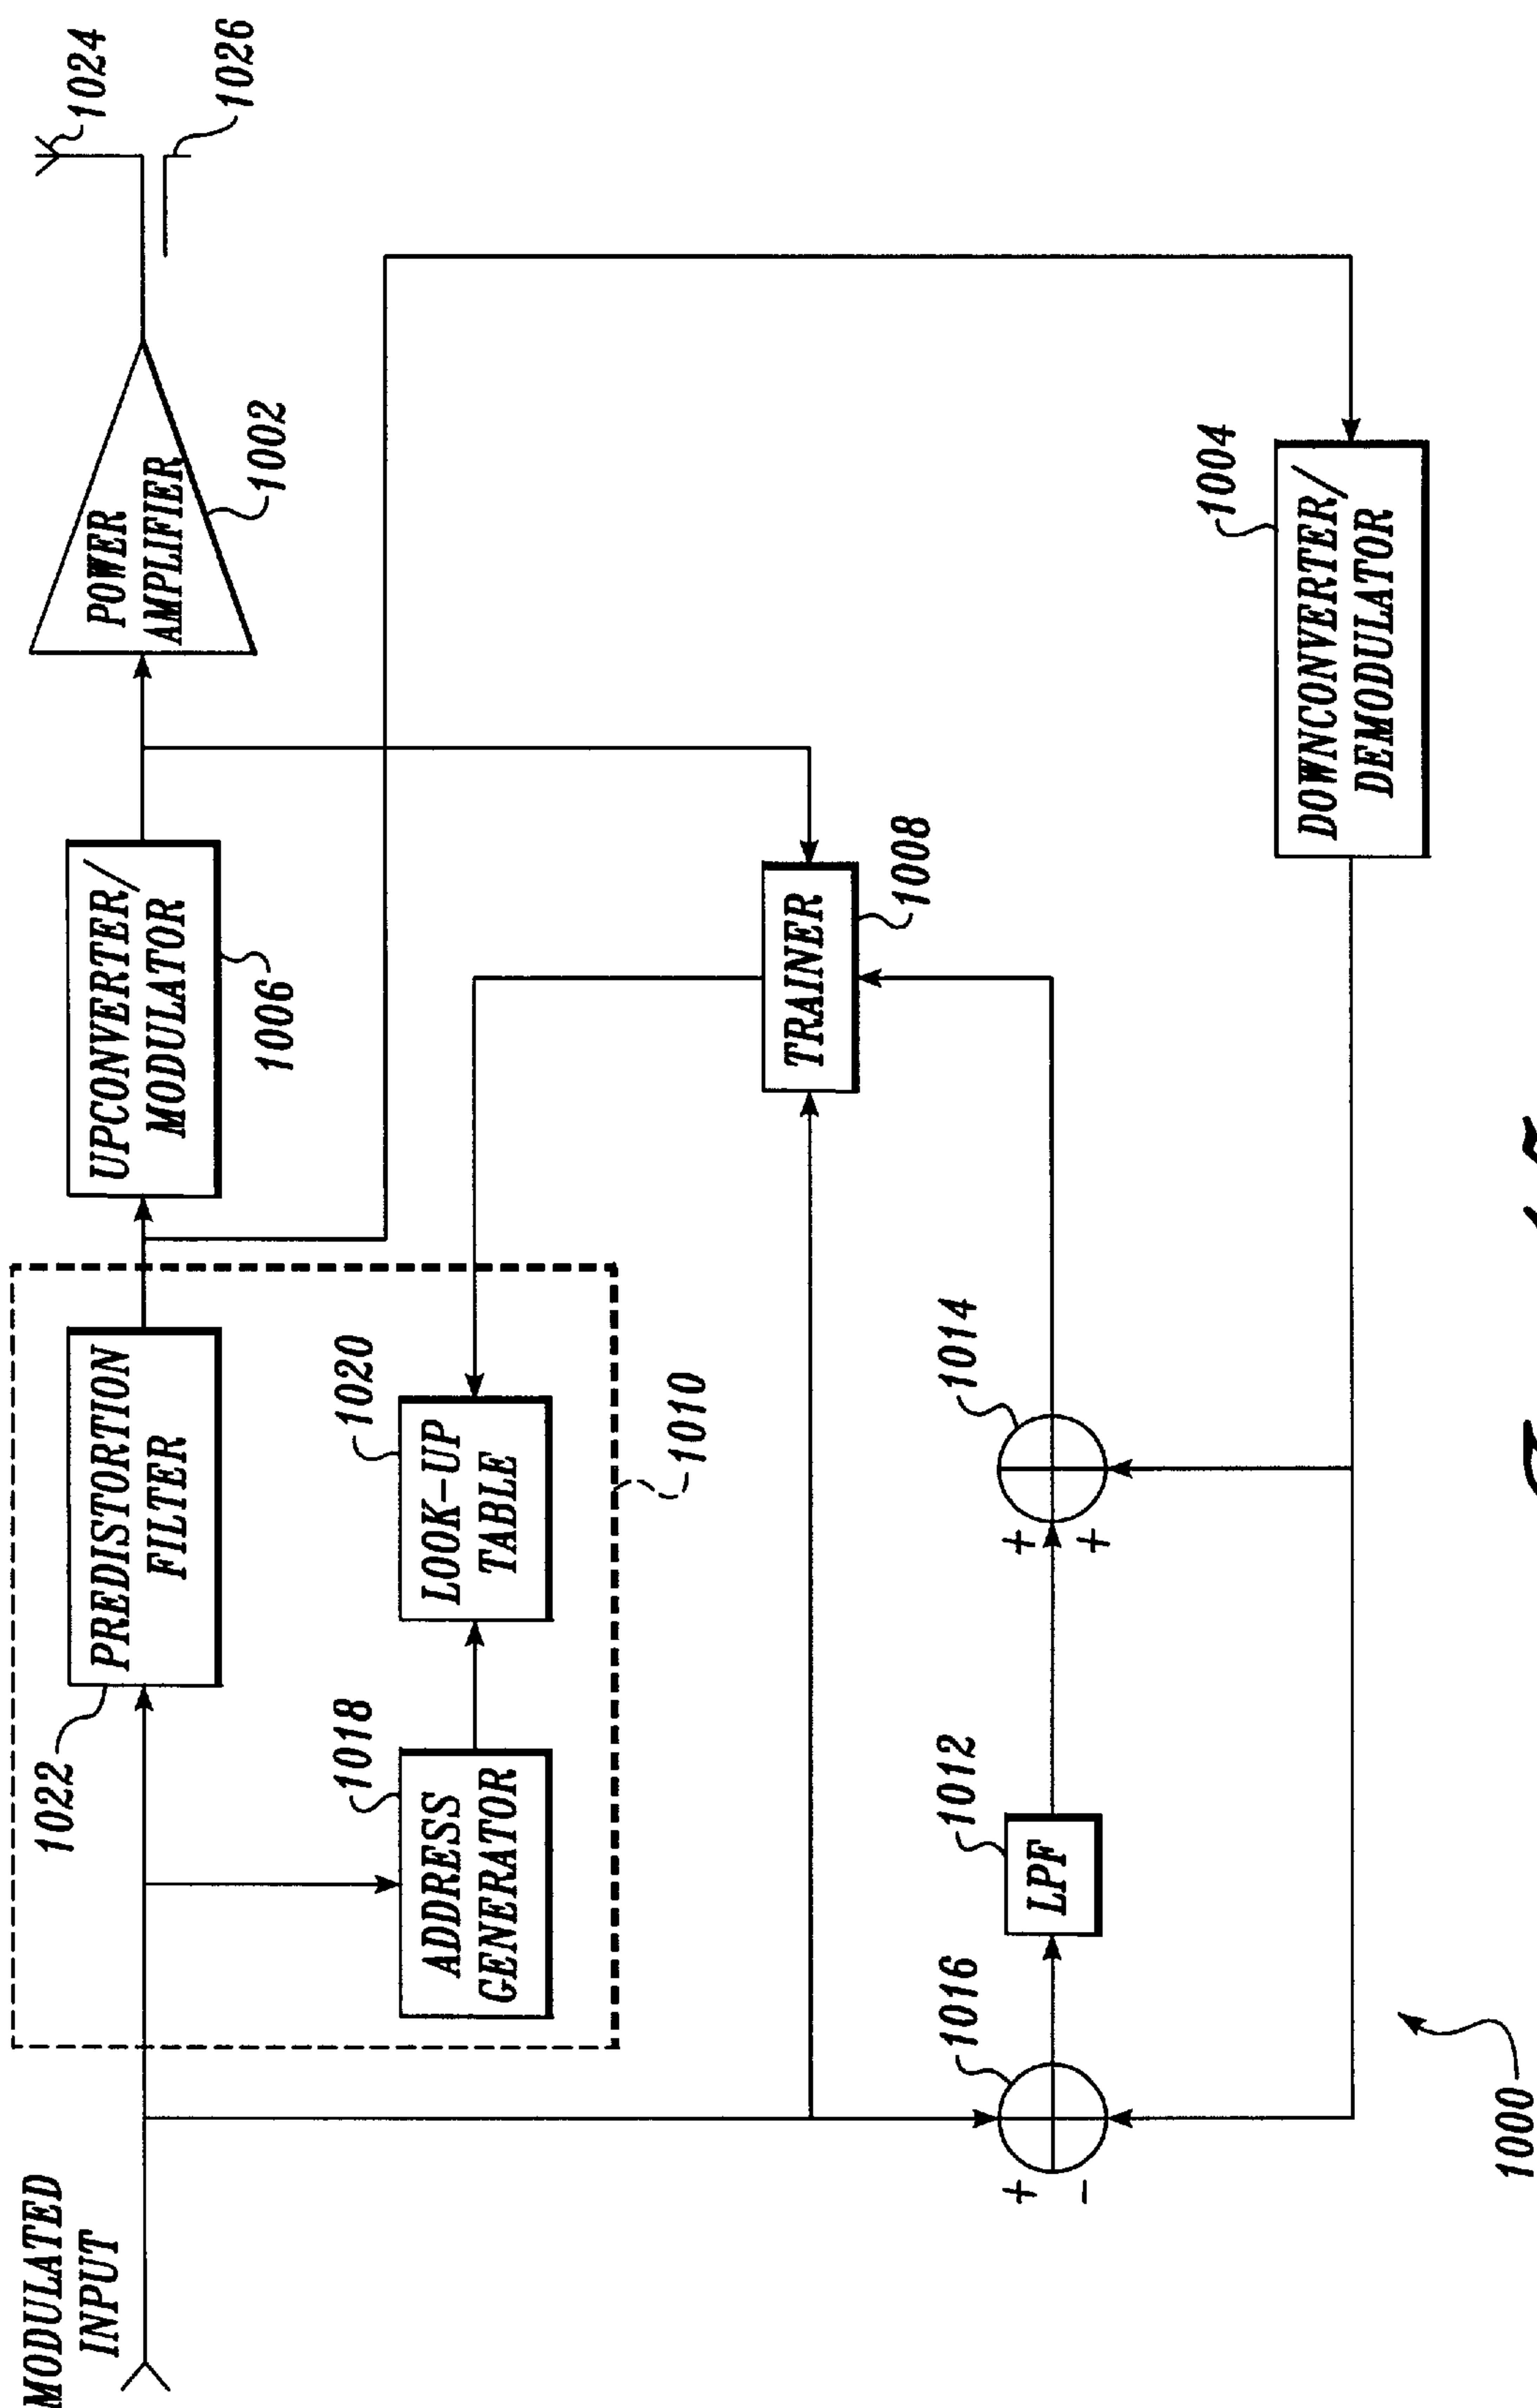 MODULATED
INPUT
1022
PREDISTORTION
FILTER
UPCONVERTER/
MODULATOR
1006
POWER
AMPLIFIER
1002
1024
1026
1018
ADDRESS
GENERATOR
1020
LOOK-UP
TABLE
1010
TRAINER
1008
1016
+
-
1012
LPF
1014
+
+
1004
DOWNCONVERTER/
DEMODULATOR
1000